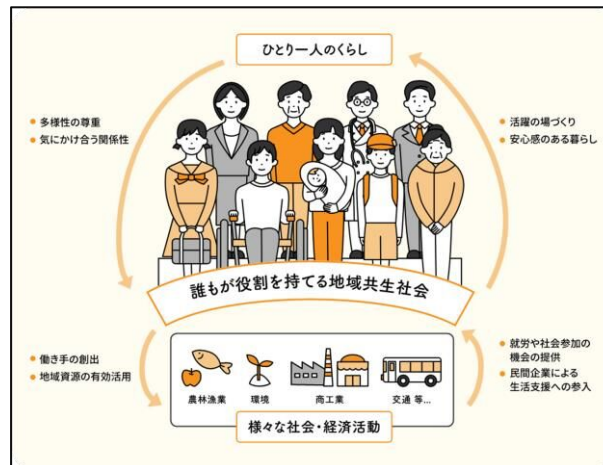 ひとり一人のくらし
多様性の尊重
気にかけ合う関係性
活躍の場づくり
安心感のある暮らし
誰もが役割を持てる地域共生社会
働き手の創出
地域資源の有効活用
就労や社会参加の
機会の提供
民間企業による
生活支援への参入
農林漁業 環境 商工業 交通 等…
様々な社会・経済活動